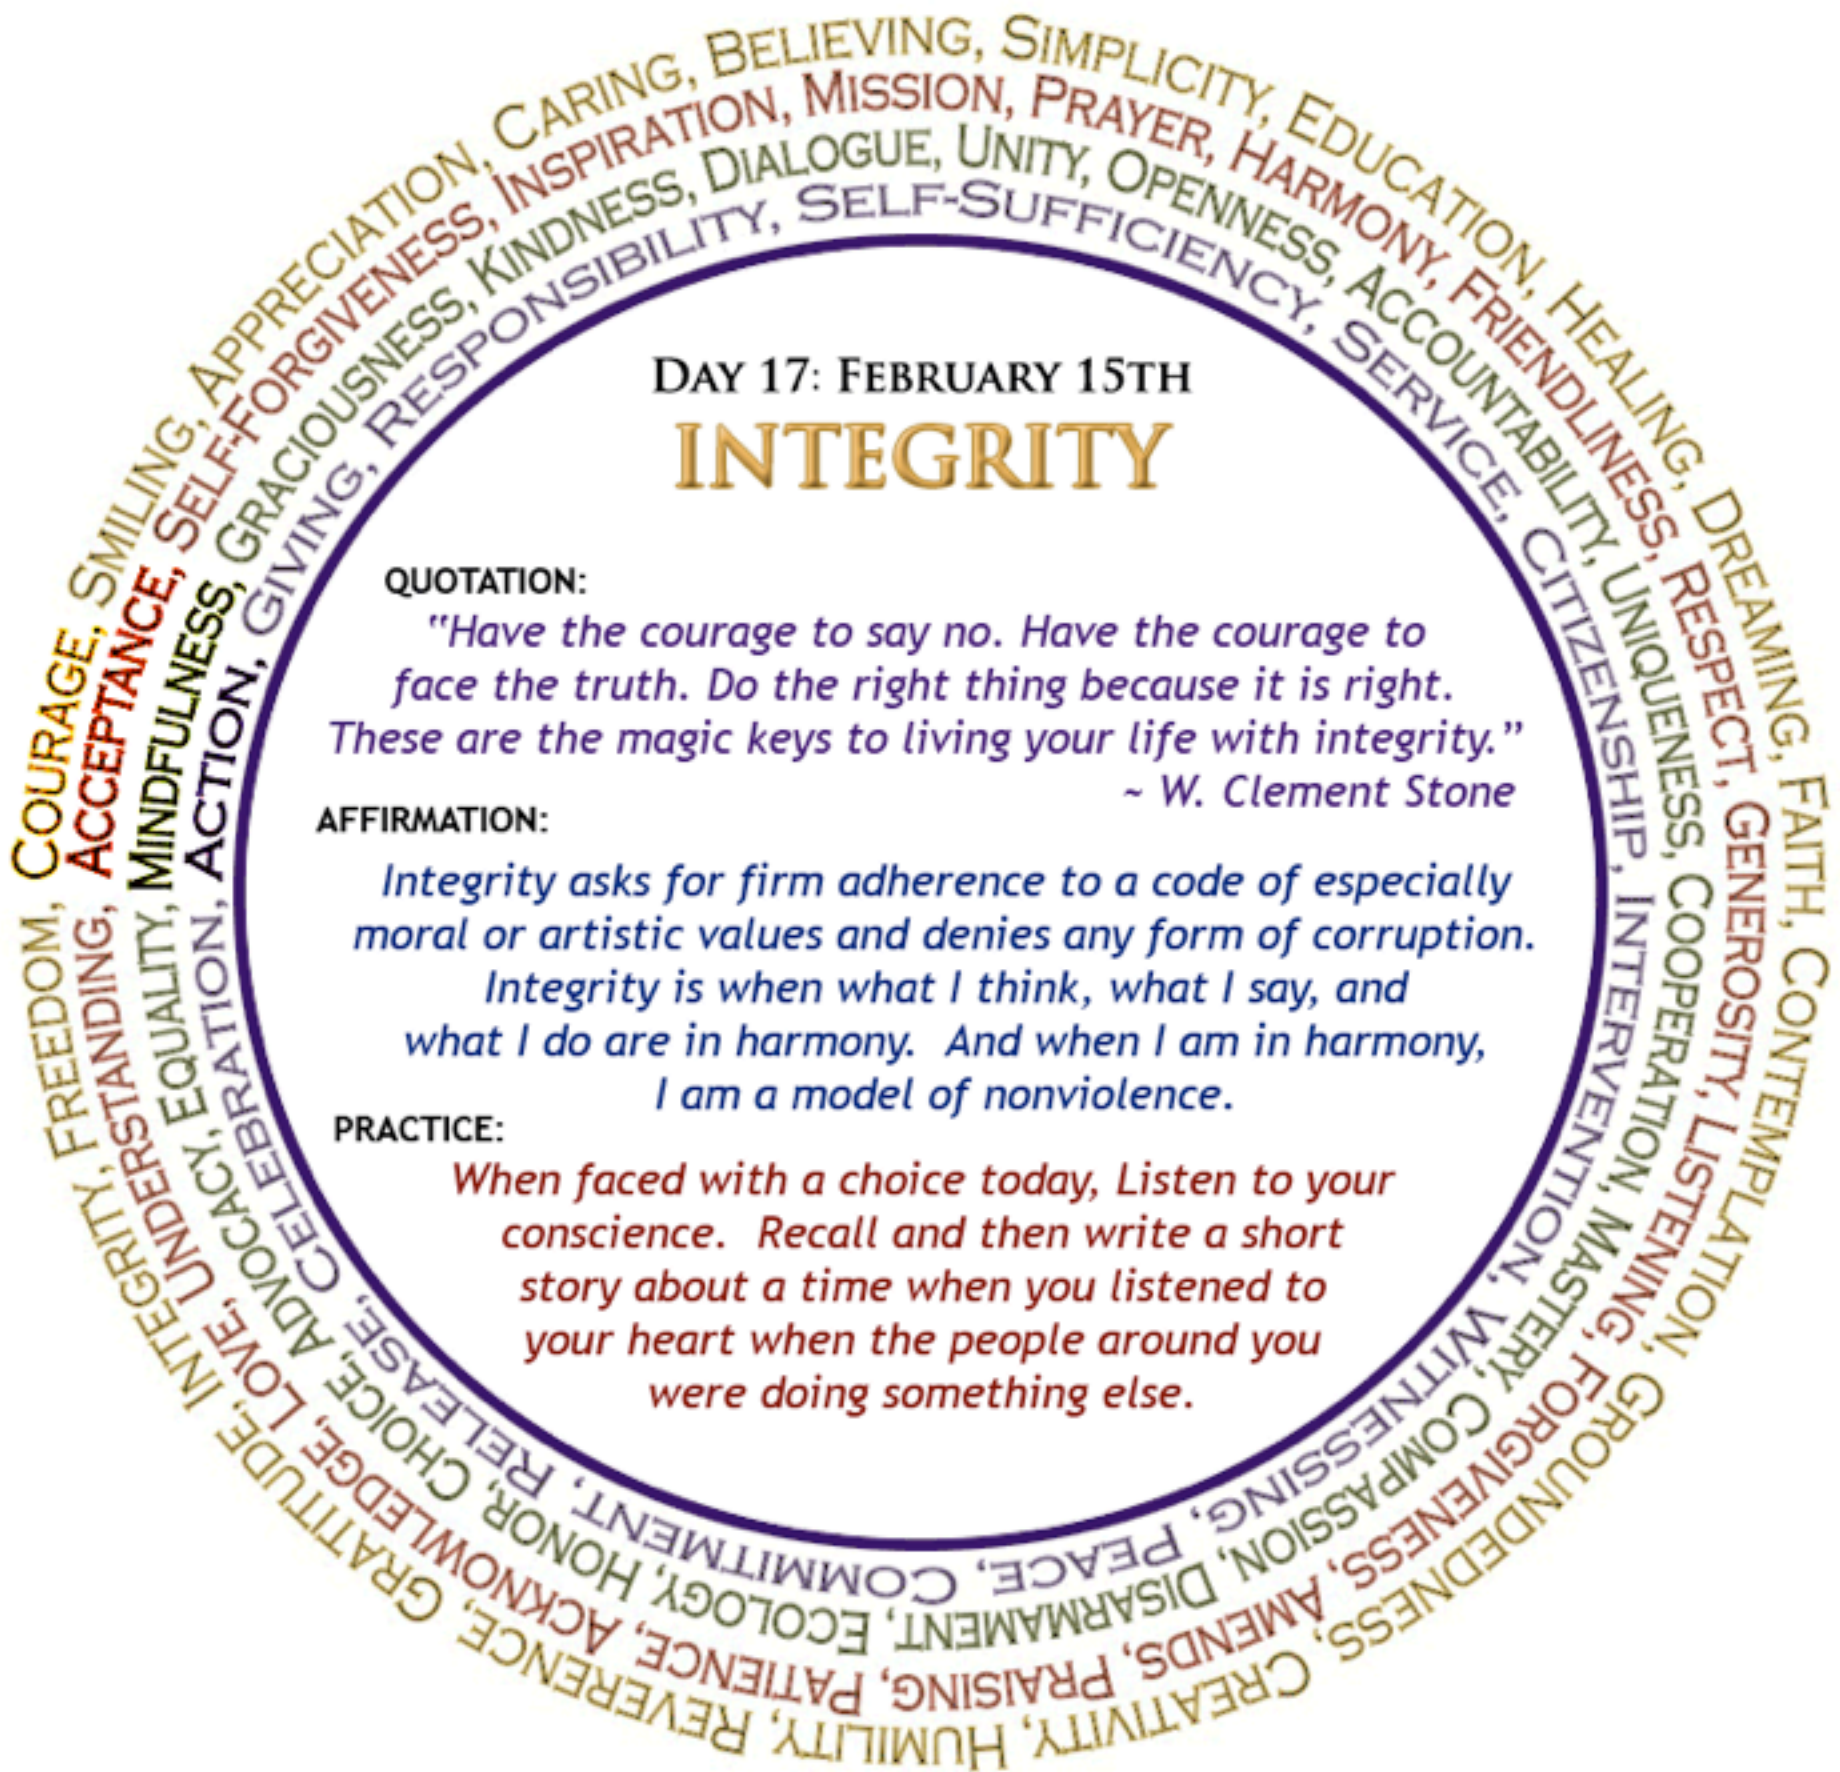 COURAGE, SMILING, APPRECIATION, CARING, BELIEVING, SIMPLICITY, EDUCATION, HEALING, DREAMING, FAITH, CONTEMPLATION, GROUNDEDNESS, CREATIVITY, HUMILITY, REVERENCE, GRATITUDE, INTEGRITY, FREEDOM,
ACCEPTANCE, SELF-FORGIVENESS, INSPIRATION, MISSION, PRAYER, HARMONY, FRIENDLINESS, RESPECT, GENEROSITY, LISTENING, FORGIVENESS, AMENDS, PRAISING, PATIENCE, ACKNOWLEDGE, LOVE, UNDERSTANDING,
MINDFULNESS, GRACIOUSNESS, KINDNESS, DIALOGUE, UNITY, OPENNESS, ACCOUNTABILITY, UNIQUENESS, COOPERATION, MASTERY, COMPASSION, DISARMAMENT, ECOLOGY, HONOR, CHOICE, ADVOCACY, EQUALITY,
ACTION, GIVING, RESPONSIBILITY, SELF-SUFFICIENCY, SERVICE, CITIZENSHIP, INTERVENTION, WITNESSING, PEACE, COMMITMENT, RELEASE, CELEBRATION,
DAY 17: FEBRUARY 15TH
INTEGRITY
QUOTATION:
"Have the courage to say no. Have the courage to
face the truth. Do the right thing because it is right.
These are the magic keys to living your life with integrity."
~ W. Clement Stone
AFFIRMATION:
Integrity asks for firm adherence to a code of especially
moral or artistic values and denies any form of corruption.
Integrity is when what I think, what I say, and
what I do are in harmony. And when I am in harmony,
I am a model of nonviolence.
PRACTICE:
When faced with a choice today, Listen to your
conscience. Recall and then write a short
story about a time when you listened to
your heart when the people around you
were doing something else.